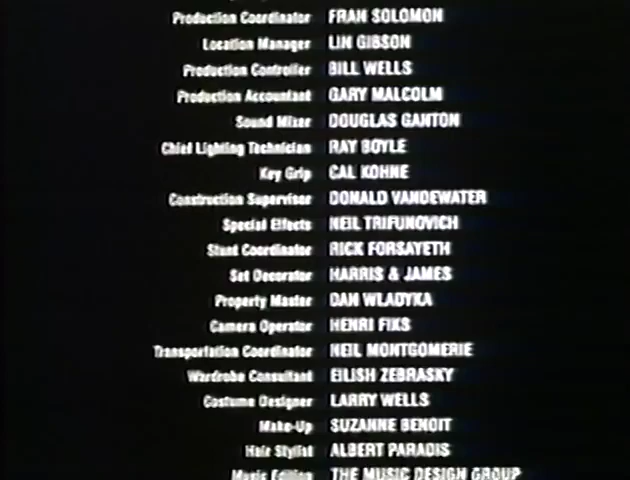 Production Coordinator FRAN SOLOMON
Location Manager LIN GIBSON
Production Controller BILL WELLS
Production Accountant GARY MALCOLM
Sound Mixer DOUGLAS GANTON
Chief Lighting Technician RAY BOYLE
Key Grip CAL KOHNE
Construction Supervisor DONALD VANDEWATER
Special Effects NEIL TRIFUNOVICH
Stunt Coordinator RICK FORSAYETH
Set Decorator HARRIS & JAMES
Property Master DAN WLADYKA
Camera Operator HENRI FIKS
Transportation Coordinator NEIL MONTGOMERIE
Wardrobe Consultant EILISH ZEBRASKY
Costume Designer LARRY WELLS
Make-Up SUZANNE BENOIT
Hair Stylist ALBERT PARADIS
Music Editing THE MUSIC DESIGN GROUP